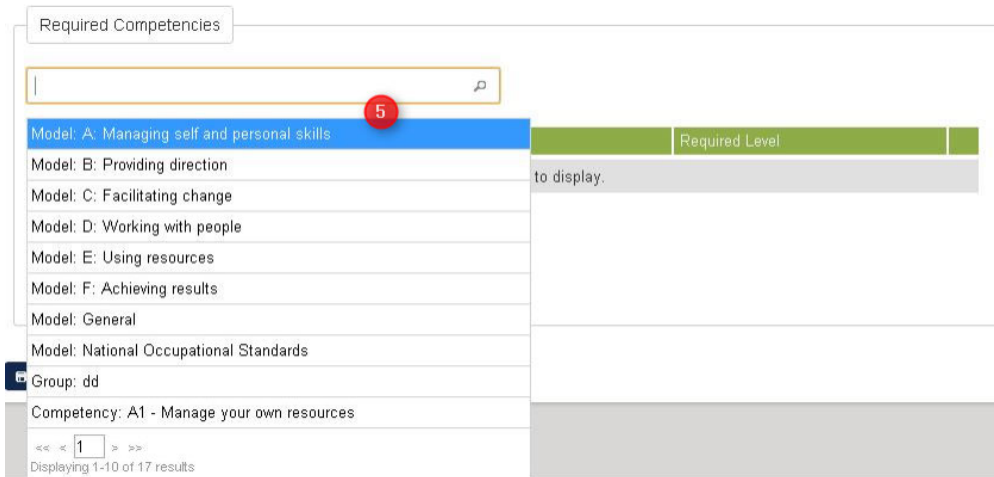 Required Competencies
5
Model: A: Managing self and personal skills
Required Level
Model: B: Providing direction
to display.
Model: C: Facilitating change
Model: D: Working with people
Model: E: Using resources
Model: F: Achieving results
Model: General
Model: National Occupational Standards
Group: dd
Competency: A1 - Manage your own resources
<< < 1 > >>
Displaying 1-10 of 17 results